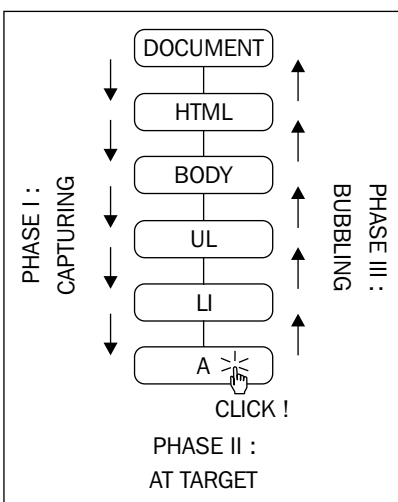 DOCUMENT
HTML
BODY
UL
LI
A
CLICK !
PHASE I :
CAPTURING
PHASE II :
AT TARGET
PHASE III :
BUBBLING